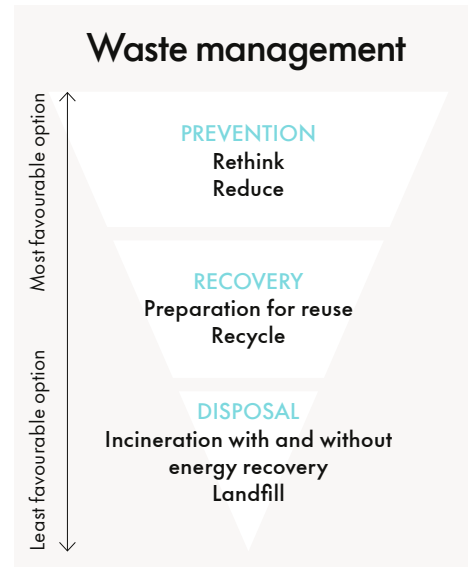 Waste management
Most favourable option
PREVENTION
Rethink
Reduce
RECOVERY
Preparation for reuse
Recycle
Least favourable option
DISPOSAL
Incineration with and without
energy recovery
Landfill